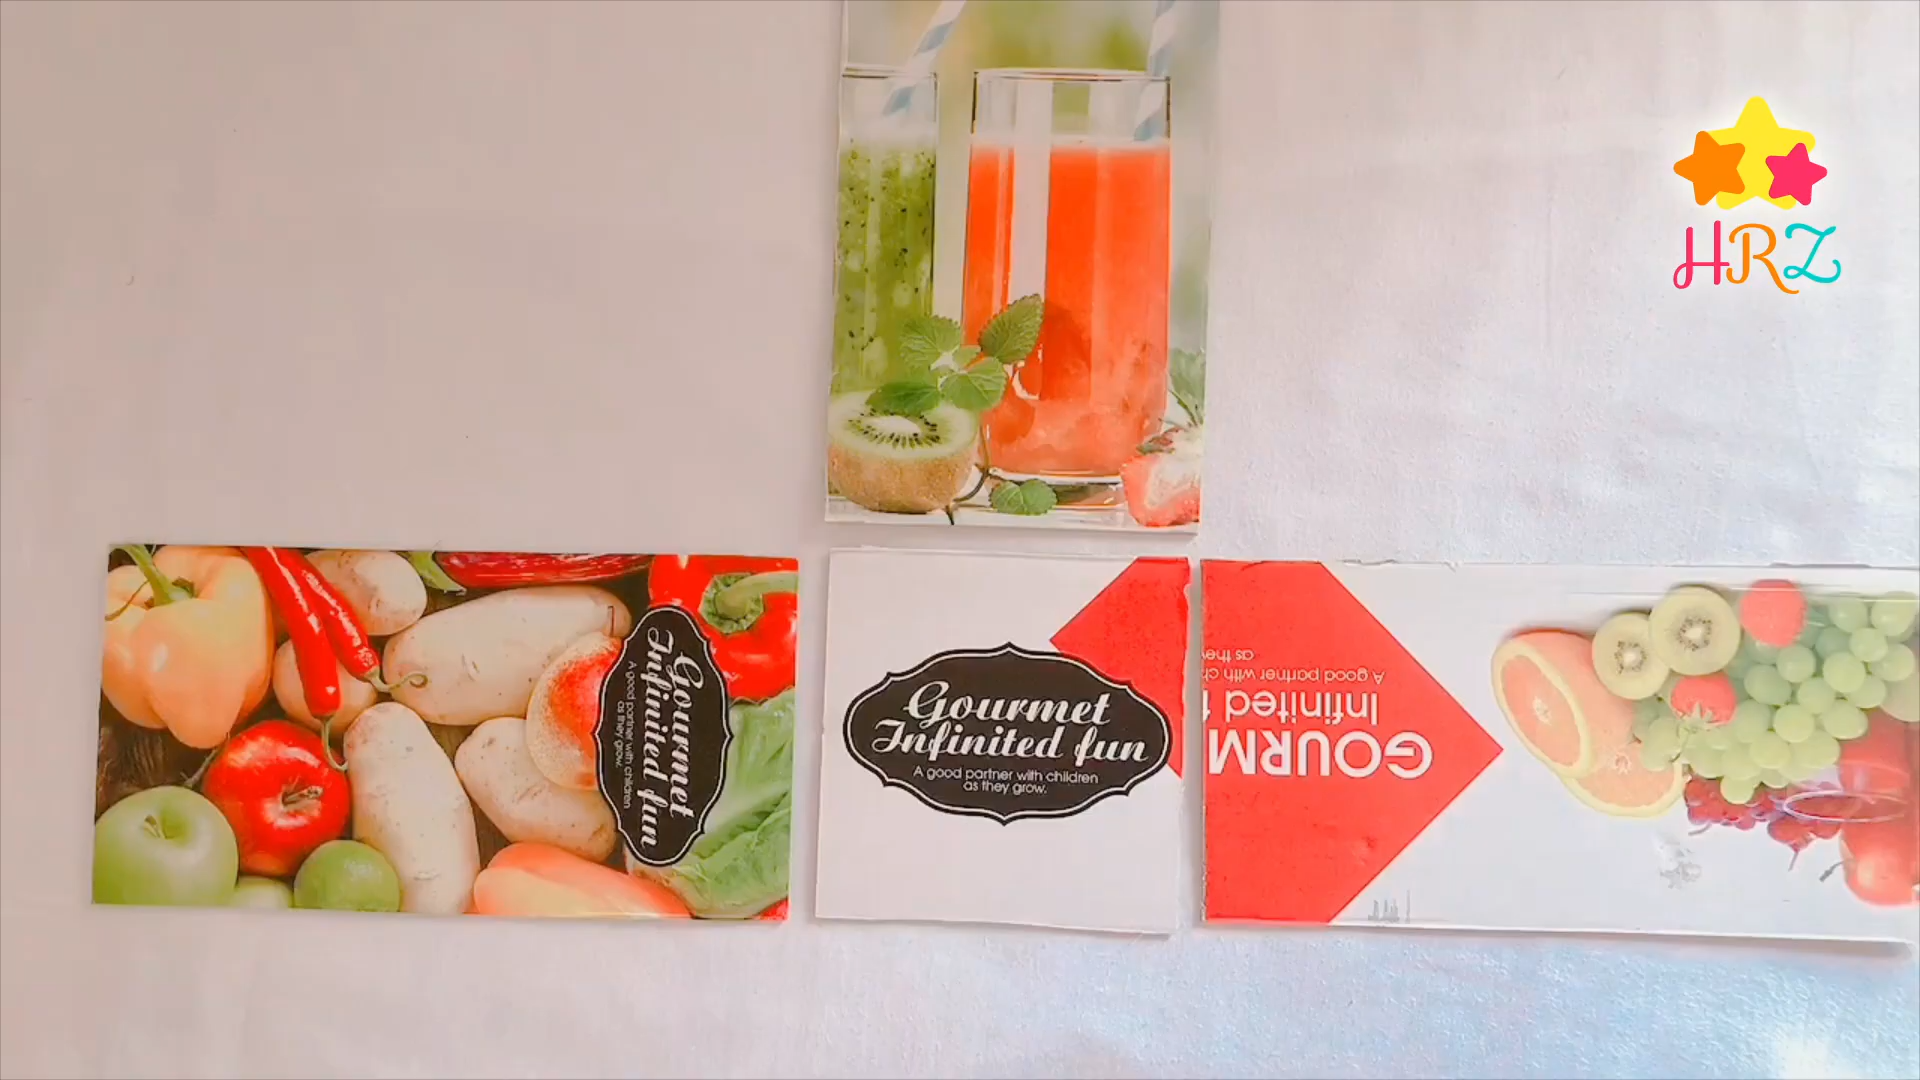 HRZ
Gourmet
Infinited fun
A good partner with children
as they grow.
Gourmet
Infinited fun
A good partner with children
as they grow.
GOURM
Infinited f
A good partner with ch
as they